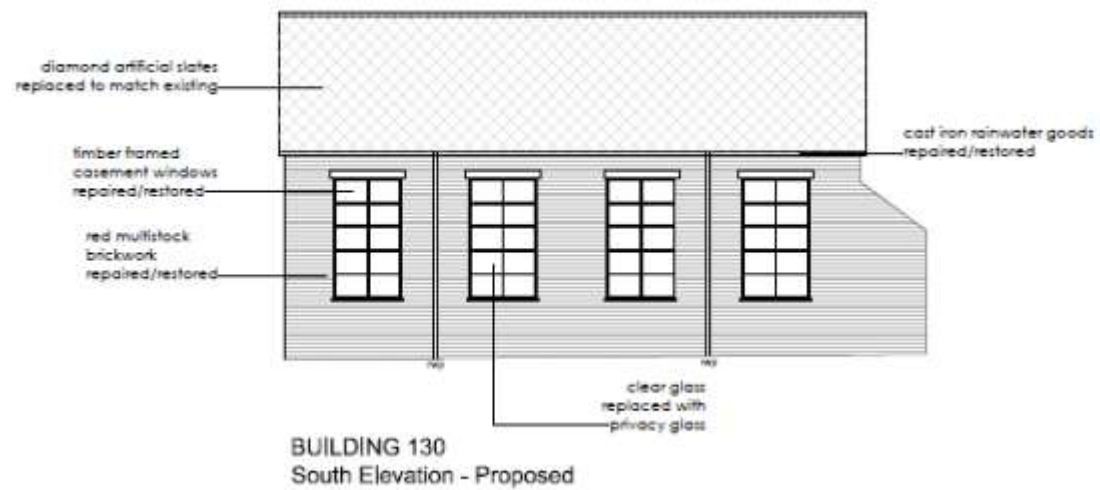 diamond artificial slates
replaced to match existing
cast iron rainwater goods
repaired/restored
timber framed
casement windows
repaired/restored
red multistock
brickwork
repaired/restored
clear glass
replaced with
privacy glass
BUILDING 130
South Elevation - Proposed